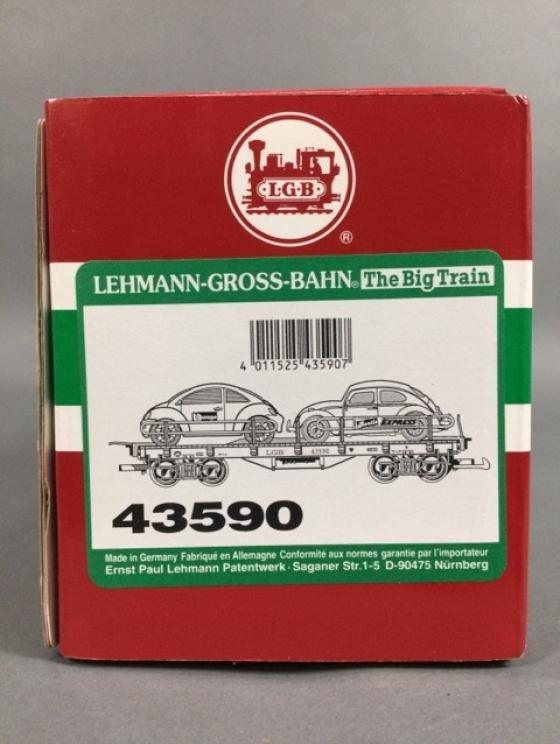 L·G·B
®
LEHMANN-GROSS-BAHN® The Big Train
4 011525 435907
EXPRESS
LGB 43590
43590
Made in Germany Fabriqué en Allemagne Conformité aux normes garantie par l'importateur
Ernst Paul Lehmann Patentwerk · Saganer Str.1-5 D-90475 Nürnberg